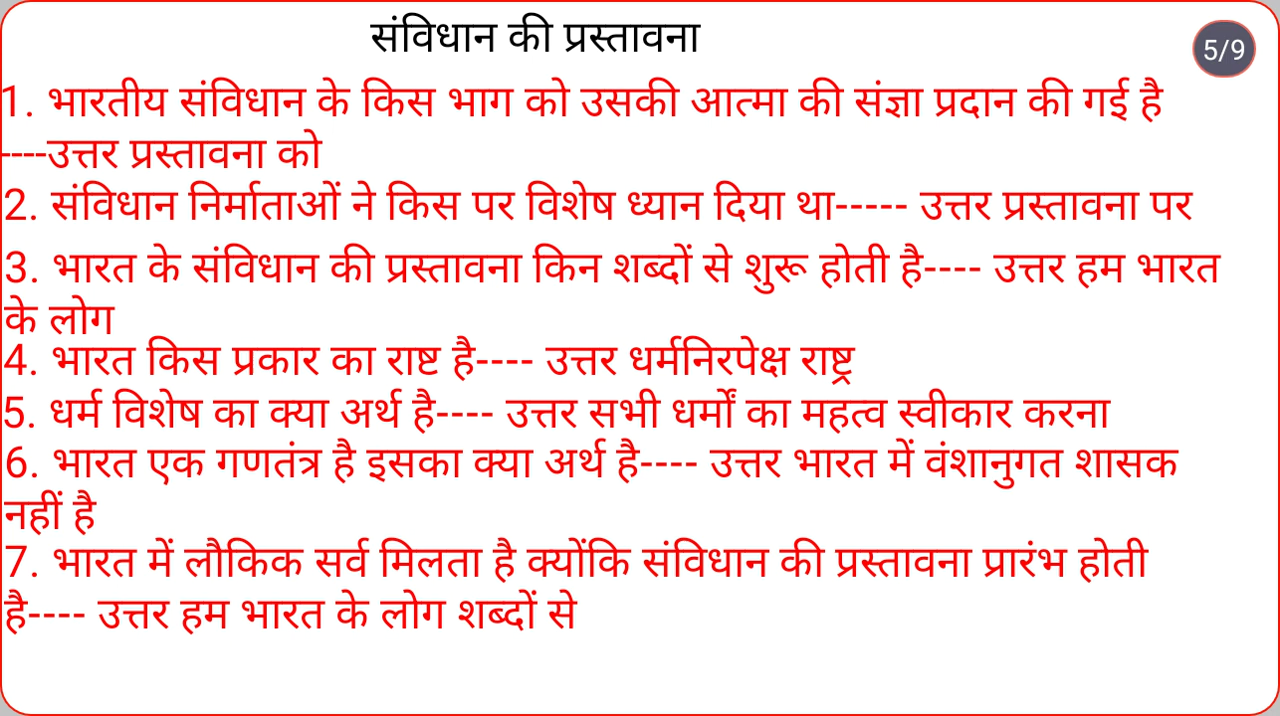 संविधान की प्रस्तावना
5/9
1. भारतीय संविधान के किस भाग को उसकी आत्मा की संज्ञा प्रदान की गई है
----उत्तर प्रस्तावना को
2. संविधान निर्माताओं ने किस पर विशेष ध्यान दिया था----- उत्तर प्रस्तावना पर
3. भारत के संविधान की प्रस्तावना किन शब्दों से शुरू होती है---- उत्तर हम भारत
के लोग
4. भारत किस प्रकार का राष्ट है---- उत्तर धर्मनिरपेक्ष राष्ट्र
5. धर्म विशेष का क्या अर्थ है---- उत्तर सभी धर्मों का महत्व स्वीकार करना
6. भारत एक गणतंत्र है इसका क्या अर्थ है---- उत्तर भारत में वंशानुगत शासक
नहीं है
7. भारत में लौकिक सर्व मिलता है क्योंकि संविधान की प्रस्तावना प्रारंभ होती
है---- उत्तर हम भारत के लोग शब्दों से